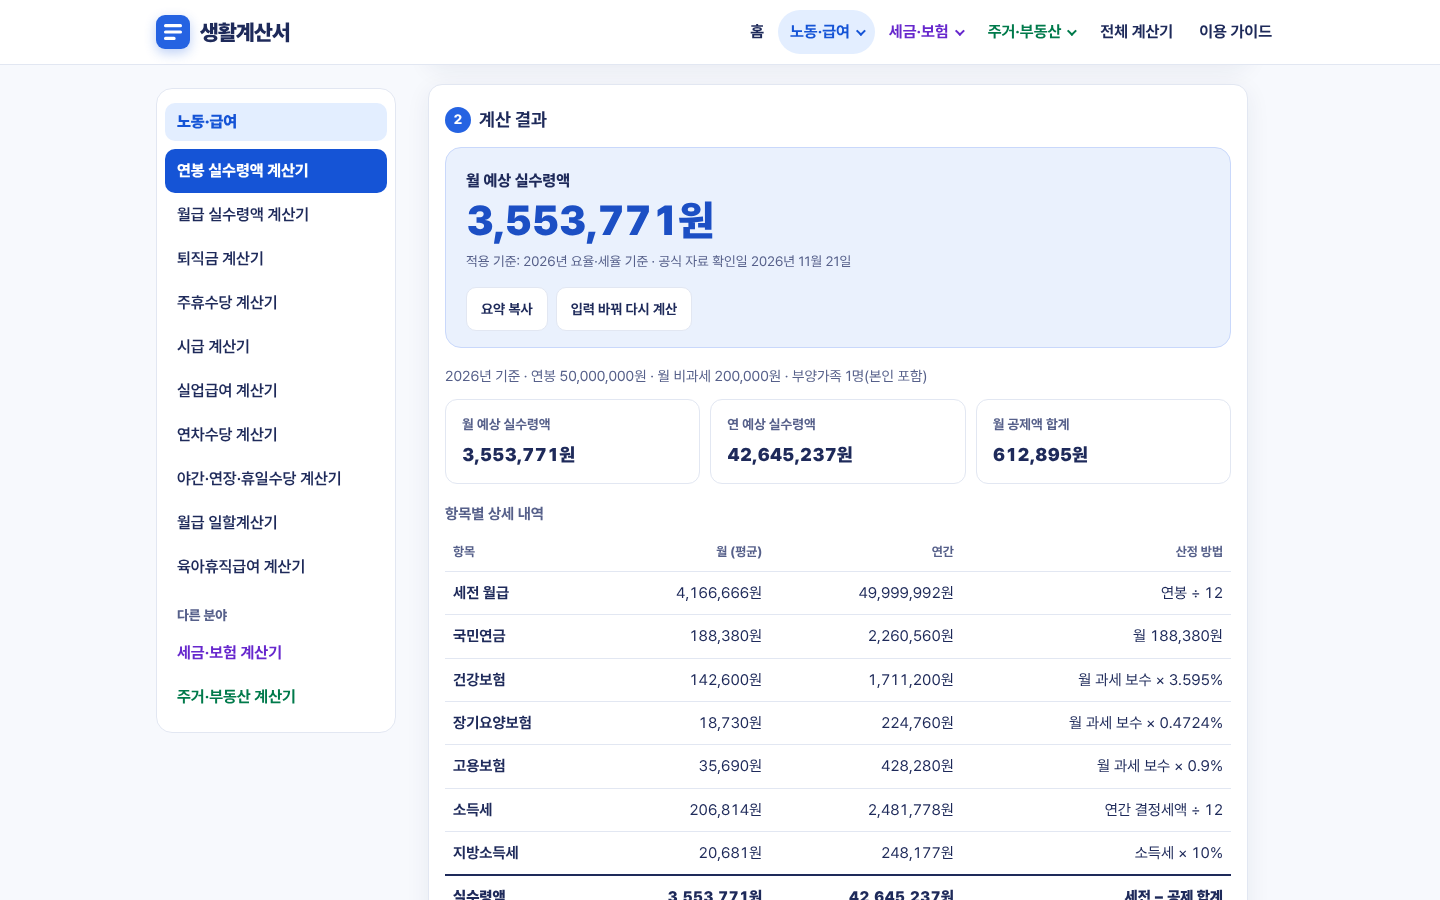 생활계산서
홈
노동·급여
세금·보험
주거·부동산
전체 계산기
이용 가이드
노동·급여
연봉 실수령액 계산기
월급 실수령액 계산기
퇴직금 계산기
주휴수당 계산기
시급 계산기
실업급여 계산기
연차수당 계산기
야간·연장·휴일수당 계산기
월급 일할계산기
육아휴직급여 계산기
다른 분야
세금·보험 계산기
주거·부동산 계산기
2 계산 결과
월 예상 실수령액
3,553,771원
적용 기준: 2026년 요율·세율 기준 · 공식 자료 확인일 2026년 11월 21일
요약 복사
입력 바꿔 다시 계산
2026년 기준 · 연봉 50,000,000원 · 월 비과세 200,000원 · 부양가족 1명(본인 포함)
월 예상 실수령액
3,553,771원
연 예상 실수령액
42,645,237원
월 공제액 합계
612,895원
항목별 상세 내역
항목 월 (평균) 연간 산정 방법
세전 월급 4,166,666원 49,999,992원 연봉 ÷ 12
국민연금 188,380원 2,260,560원 월 188,380원
건강보험 142,600원 1,711,200원 월 과세 보수 × 3.595%
장기요양보험 18,730원 224,760원 월 과세 보수 × 0.4724%
고용보험 35,690원 428,280원 월 과세 보수 × 0.9%
소득세 206,814원 2,481,778원 연간 결정세액 ÷ 12
지방소득세 20,681원 248,177원 소득세 × 10%
실수령액 3,553,771원 42,645,237원 세전 − 공제 합계